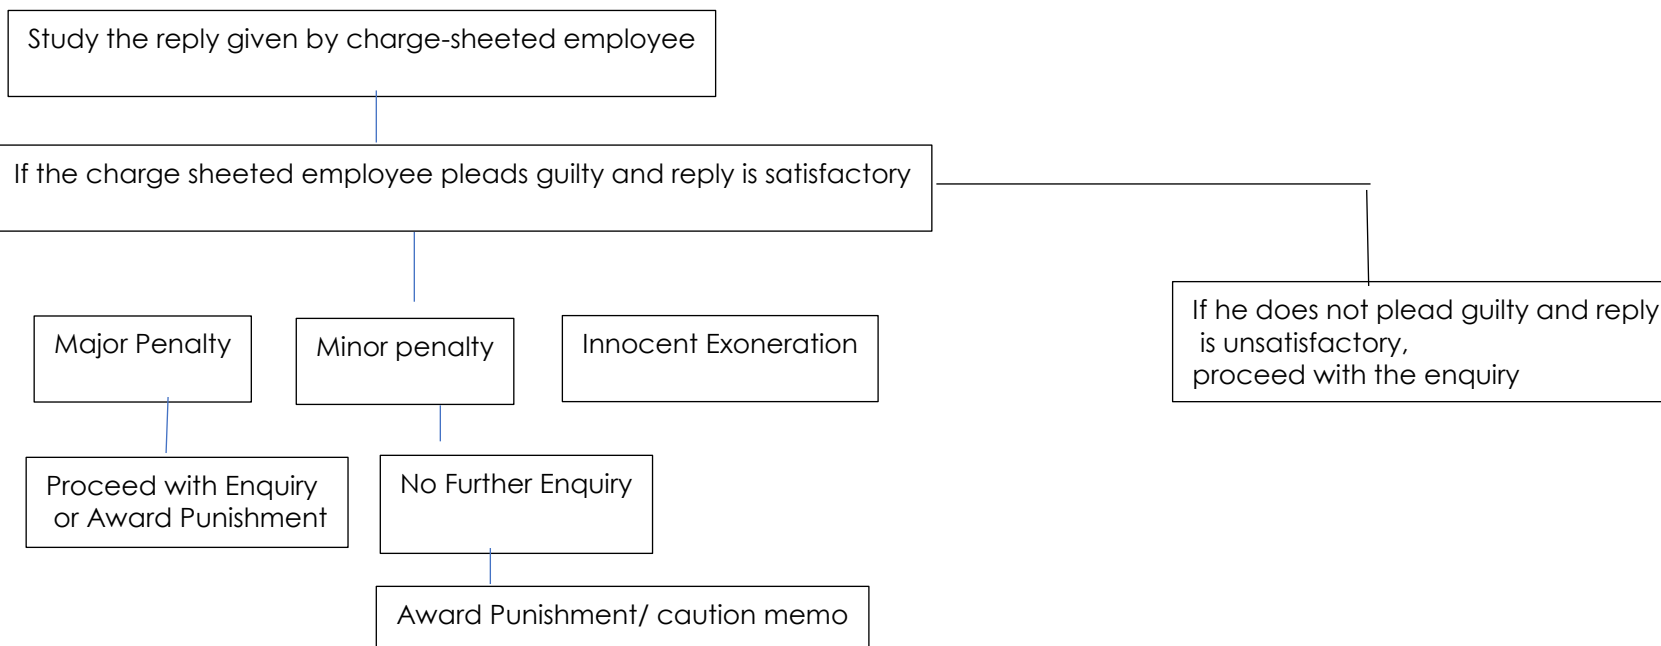 Study the reply given by charge-sheeted employee
If the charge sheeted employee pleads guilty and reply is satisfactory
If he does not plead guilty and reply
is unsatisfactory,
proceed with the enquiry
Major Penalty
Minor penalty
Innocent Exoneration
Proceed with Enquiry
or Award Punishment
No Further Enquiry
Award Punishment/ caution memo